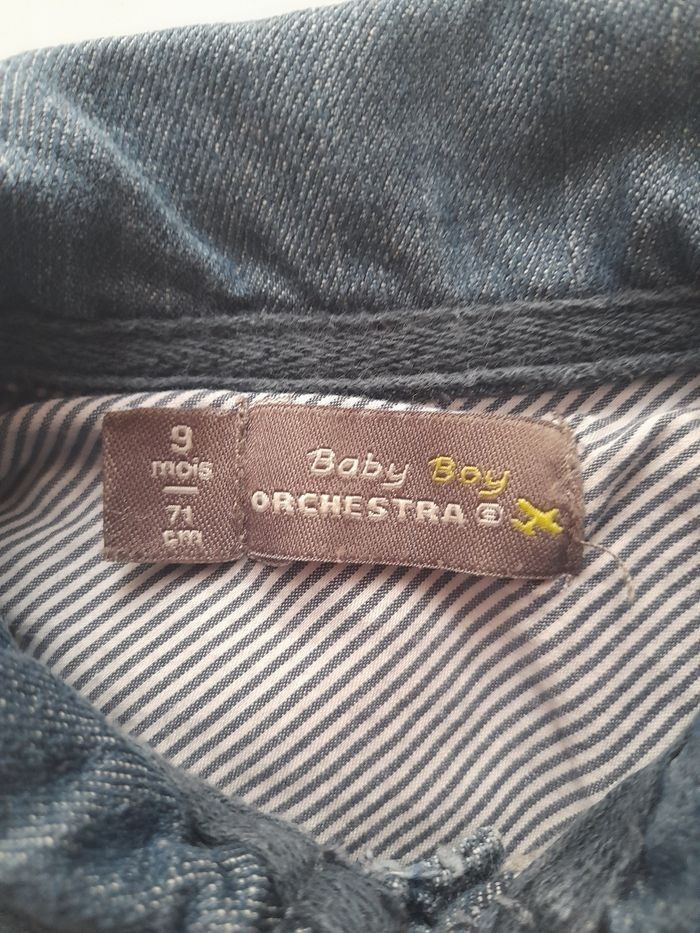 9
mois
71
cm
Baby Boy
ORCHESTRA ®